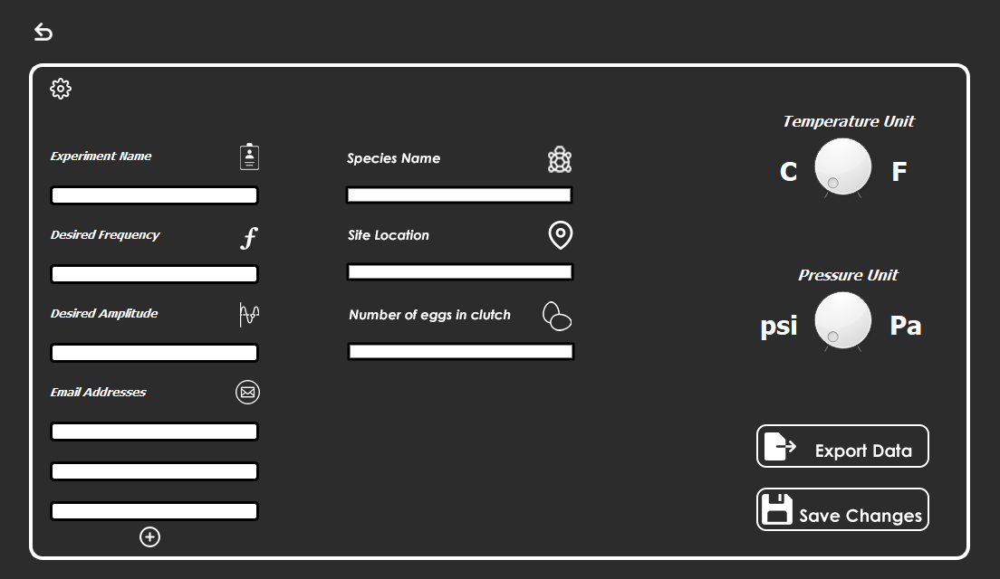 Experiment Name
Desired Frequency
f
Desired Amplitude
Email Addresses
Species Name
Site Location
Number of eggs in clutch
Temperature Unit
C F
Pressure Unit
psi Pa
Export Data
Save Changes